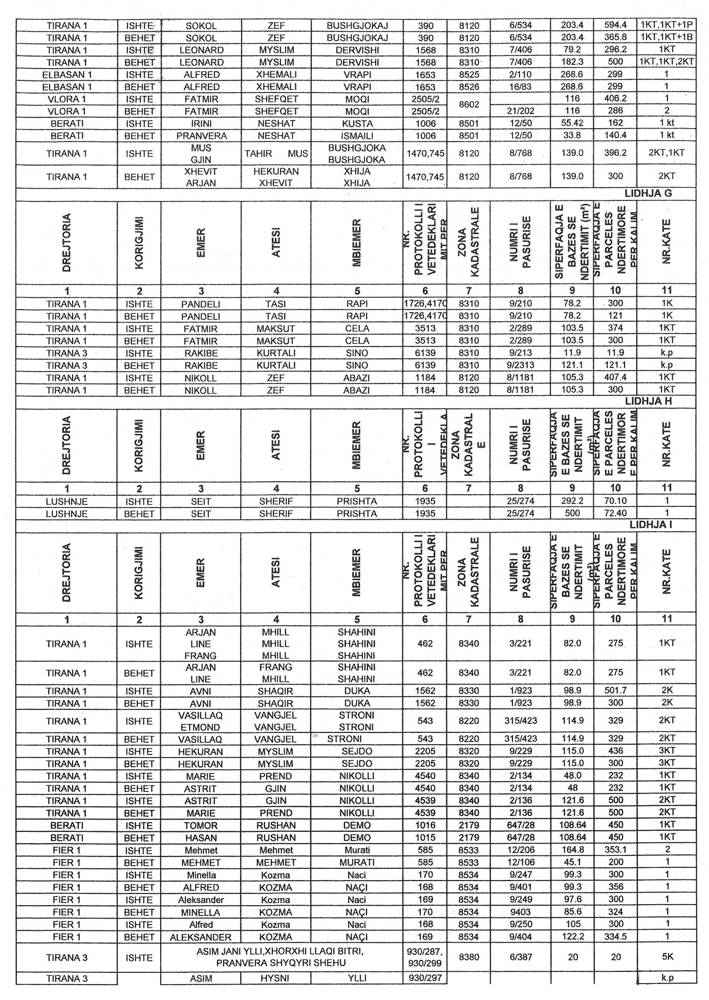 TIRANA 1 ISHTE SOKOL ZEF BUSHGJOKAJ 390 8120 6/534 203.4 594.4 1KT,1KT+1P
TIRANA 1 BEHET SOKOL ZEF BUSHGJOKAJ 390 8120 6/534 203.4 365.8 1KT,1KT+1B
TIRANA 1 ISHTE LEONARD MYSLIM DERVISHI 1568 8310 7/406 79.2 296.2 1KT
TIRANA 1 BEHET LEONARD MYSLIM DERVISHI 1568 8310 7/406 182.3 500 1KT,1KT,2KT
ELBASAN 1 ISHTE ALFRED XHEMALI VRAPI 1653 8525 2/110 268.6 299 1
ELBASAN 1 BEHET ALFRED XHEMALI VRAPI 1653 8526 16/83 268.6 299 1
VLORA 1 ISHTE FATMIR SHEFQET MOQI 2505/2 8602 116 406.2 1
VLORA 1 BEHET FATMIR SHEFQET MOQI 2505/2 21/202 116 286 2
BERATI ISHTE IRINI NESHAT KUSTA 1006 8501 12/50 55.42 162 1 kt
BERATI BEHET PRANVERA NESHAT ISMAILI 1006 8501 12/50 33.8 140.4 1 kt
MUS BUSHGJOKA
TIRANA 1 ISHTE TAHIR MUS 1470,745 8120 8/768 139.0 396.2 2KT,1KT
GJIN BUSHGJOKA
XHEVIT HEKURAN XHIJA
TIRANA 1 BEHET 1470,745 8120 8/768 139.0 300 2KT
ARJAN XHEVIT XHIJA
LIDHJA G
DREJTORIA
KORIGJIMI
EMER
ATESI
MBIEMER
NR.
PROTOKOLLI I
VETEDEKLARI
MIT PER
ZONA
KADASTRALE
NUMRI I
PASURISE
SIPERFAQJA E
BAZES SE
NDERTIMIT (m²)
SIPERFAQJA E
PARCELES
NDERTIMORE
PER KALIM
NR.KATE
1 2 3 4 5 6 7 8 9 10 11
TIRANA 1 ISHTE PANDELI TASI RAPI 1726,4170 8310 9/210 78.2 300 1K
TIRANA 1 BEHET PANDELI TASI RAPI 1726,4170 8310 9/210 78.2 121 1K
TIRANA 1 ISHTE FATMIR MAKSUT CELA 3513 8310 2/289 103.5 374 1KT
TIRANA 1 BEHET FATMIR MAKSUT CELA 3513 8310 2/289 103.5 300 1KT
TIRANA 3 ISHTE RAKIBE KURTALI SINO 6139 8310 9/213 11.9 11.9 k.p
TIRANA 3 BEHET RAKIBE KURTALI SINO 6139 8310 9/2313 121.1 121.1 k.p
TIRANA 1 ISHTE NIKOLL ZEF ABAZI 1184 8120 8/1181 105.3 407.4 1KT
TIRANA 1 BEHET NIKOLL ZEF ABAZI 1184 8120 8/1181 105.3 300 1KT
LIDHJA H
DREJTORIA
KORIGJIMI
EMER
ATESI
MBIEMER
NR.
PROTOKOLLI
I
VETEDEKLA
ZONA
KADASTRAL
E
NUMRI I
PASURISE
SIPERFAQJA
E BAZES SE
NDERTIMIT
(m²)
SIPERFAQJA
E PARCELES
NDERTIMOR
E PER KALIM
NR.KATE
1 2 3 4 5 6 7 8 9 10 11
LUSHNJE ISHTE SEIT SHERIF PRISHTA 1935 25/274 292.2 70.10 1
LUSHNJE BEHET SEIT SHERIF PRISHTA 1935 25/274 500 72.40 1
LIDHJA I
DREJTORIA
KORIGJIMI
EMER
ATESI
MBIEMER
NR.
PROTOKOLLI I
VETEDEKLARI
MIT PER
ZONA
KADASTRALE
NUMRI I
PASURISE
SIPERFAQJA E
BAZES SE
NDERTIMIT
(m²)
SIPERFAQJA E
PARCELES
NDERTIMORE
PER KALIM
NR.KATE
1 2 3 4 5 6 7 8 9 10 11
ARJAN MHILL SHAHINI
TIRANA 1 ISHTE LINE MHILL SHAHINI 462 8340 3/221 82.0 275 1KT
FRANG MHILL SHAHINI
ARJAN FRANG SHAHINI
TIRANA 1 BEHET 462 8340 3/221 82.0 275 1KT
LINE MHILL SHAHINI
TIRANA 1 ISHTE AVNI SHAQIR DUKA 1562 8330 1/923 98.9 501.7 2K
TIRANA 1 BEHET AVNI SHAQIR DUKA 1562 8330 1/923 98.9 300 2K
VASILLAQ VANGJEL STRONI
TIRANA 1 ISHTE 543 8220 315/423 114.9 329 2KT
ETMOND VANGJEL STRONI
TIRANA 1 BEHET VASILLAQ VANGJEL STRONI 543 8220 315/423 114.9 329 2KT
TIRANA 1 ISHTE HEKURAN MYSLIM SEJDO 2205 8320 9/229 115.0 436 3KT
TIRANA 1 BEHET HEKURAN MYSLIM SEJDO 2205 8320 9/229 115.0 300 3KT
TIRANA 1 ISHTE MARIE PREND NIKOLLI 4540 8340 2/134 48.0 232 1KT
TIRANA 1 BEHET ASTRIT GJIN NIKOLLI 4540 8340 2/134 48 232 1KT
TIRANA 1 ISHTE ASTRIT GJIN NIKOLLI 4539 8340 2/136 121.6 500 2KT
TIRANA 1 BEHET MARIE PREND NIKOLLI 4539 8340 2/136 121.6 500 2KT
BERATI ISHTE TOMOR RUSHAN DEMO 1016 2179 647/28 108.64 450 1KT
BERATI BEHET HASAN RUSHAN DEMO 1015 2179 647/28 108.64 450 1KT
FIER 1 ISHTE Mehmet Mehmet Murati 585 8533 12/206 164.8 353.1 2
FIER 1 BEHET MEHMET MEHMET MURATI 585 8533 12/106 45.1 200 1
FIER 1 ISHTE Minella Kozma Naci 170 8534 9/247 99.3 300 1
FIER 1 BEHET ALFRED KOZMA NAÇI 168 8534 9/401 99.3 356 1
FIER 1 ISHTE Aleksander Kozma Naci 169 8534 9/249 97.6 300 1
FIER 1 BEHET MINELLA KOZMA NAÇI 170 8534 9403 85.6 324 1
FIER 1 ISHTE Alfred Kozma Naci 168 8534 9/250 105 300 1
FIER 1 BEHET ALEKSANDER KOZMA NAÇI 169 8534 9/404 122.2 334.5 1
ASIM JANI YLLI,XHORXHI LLAQI BITRI, 930/287,
TIRANA 3 ISHTE 8380 6/387 20 20 5K
PRANVERA SHYQYRI SHEHU 930/299
TIRANA 3 ASIM HYSNI YLLI 930/297 k.p